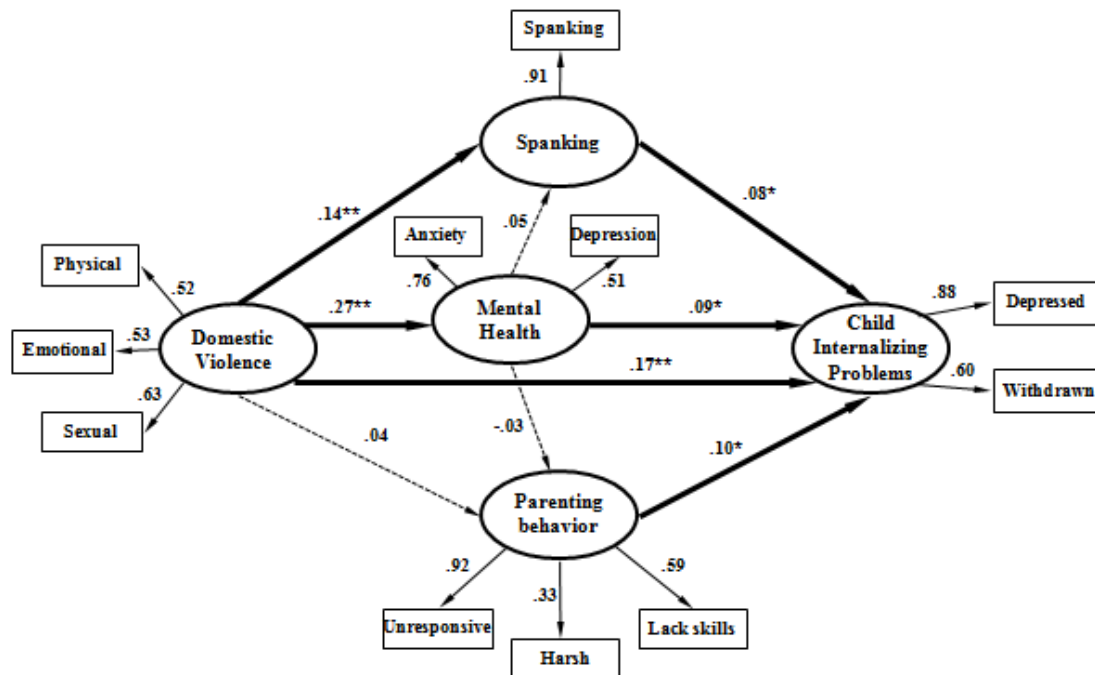 Spanking
.91
Spanking
.14**
.08*
.05
Anxiety
Depression
.76
.51
Physical
.52
Mental
Health
.27**
.09*
.88
Depressed
Emotional
.53
Domestic
Violence
Child
Internalizing
Problems
.17**
.60
Withdrawn
.63
Sexual
.04
-.03
.10*
Parenting
behavior
.92
.33
.59
Unresponsive
Harsh
Lack skills